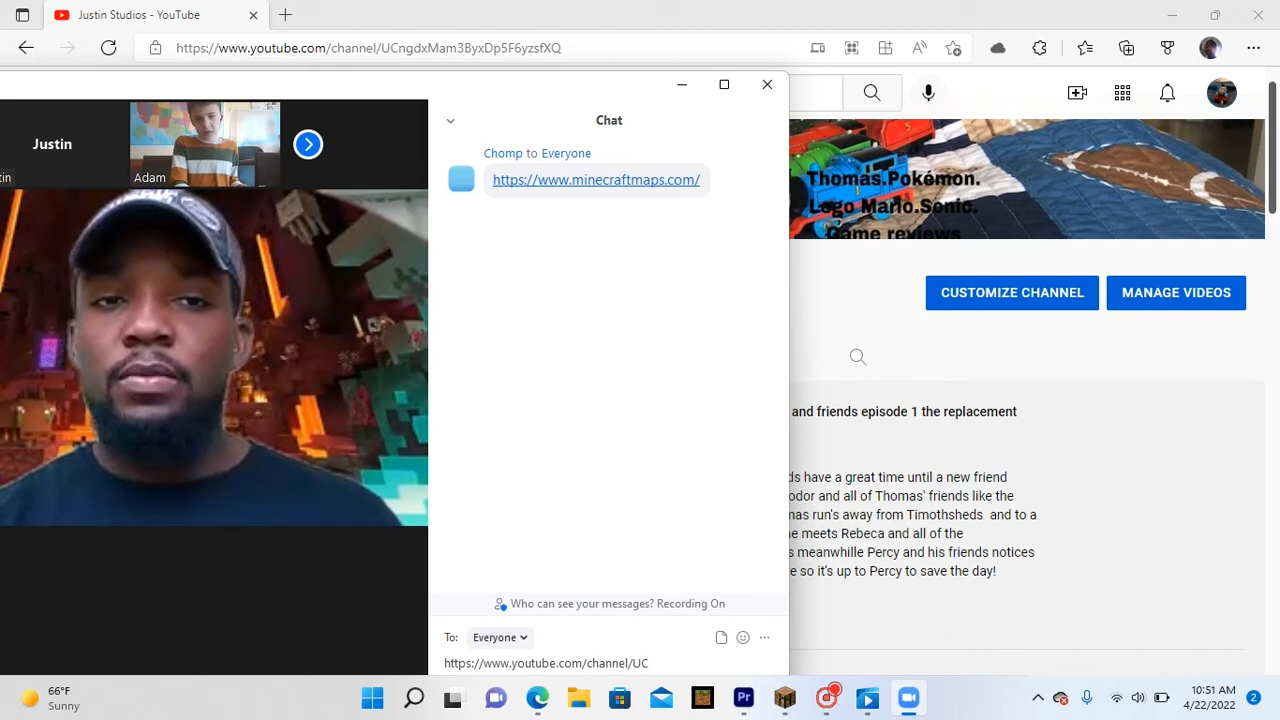 Justin Studios - YouTube
https://www.youtube.com/channel/UCngdxMam3ByxDp5F6yzsfXQ
Chat
Justin
tin
Adam
Chomp to Everyone
https://www.minecraftmaps.com/
Thomas.Pokémon.
Lego Mario.Sonic.
Game reviews
CUSTOMIZE CHANNEL
MANAGE VIDEOS
and friends episode 1 the replacement
ds have a great time until a new friend
odor and all of Thomas' friends like the
mas run's away from Timothsheds and to a
e meets Rebeca and all of the
s meanwhille Percy and his friends notices
e so it's up to Percy to save the day!
Who can see your messages? Recording On
To: Everyone
https://www.youtube.com/channel/UC
66°F
Sunny
Pr
10:51 AM
4/22/2022
2